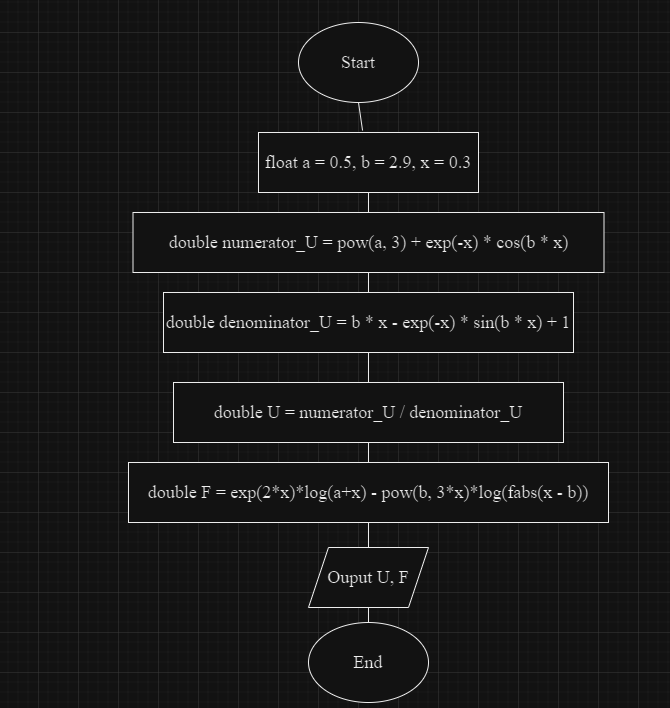 Start
float a = 0.5, b = 2.9, x = 0.3
double numerator_U = pow(a, 3) + exp(-x) * cos(b * x)
double denominator_U = b * x - exp(-x) * sin(b * x) + 1
double U = numerator_U / denominator_U
double F = exp(2*x)*log(a+x) - pow(b, 3*x)*log(fabs(x - b))
Ouput U, F
End